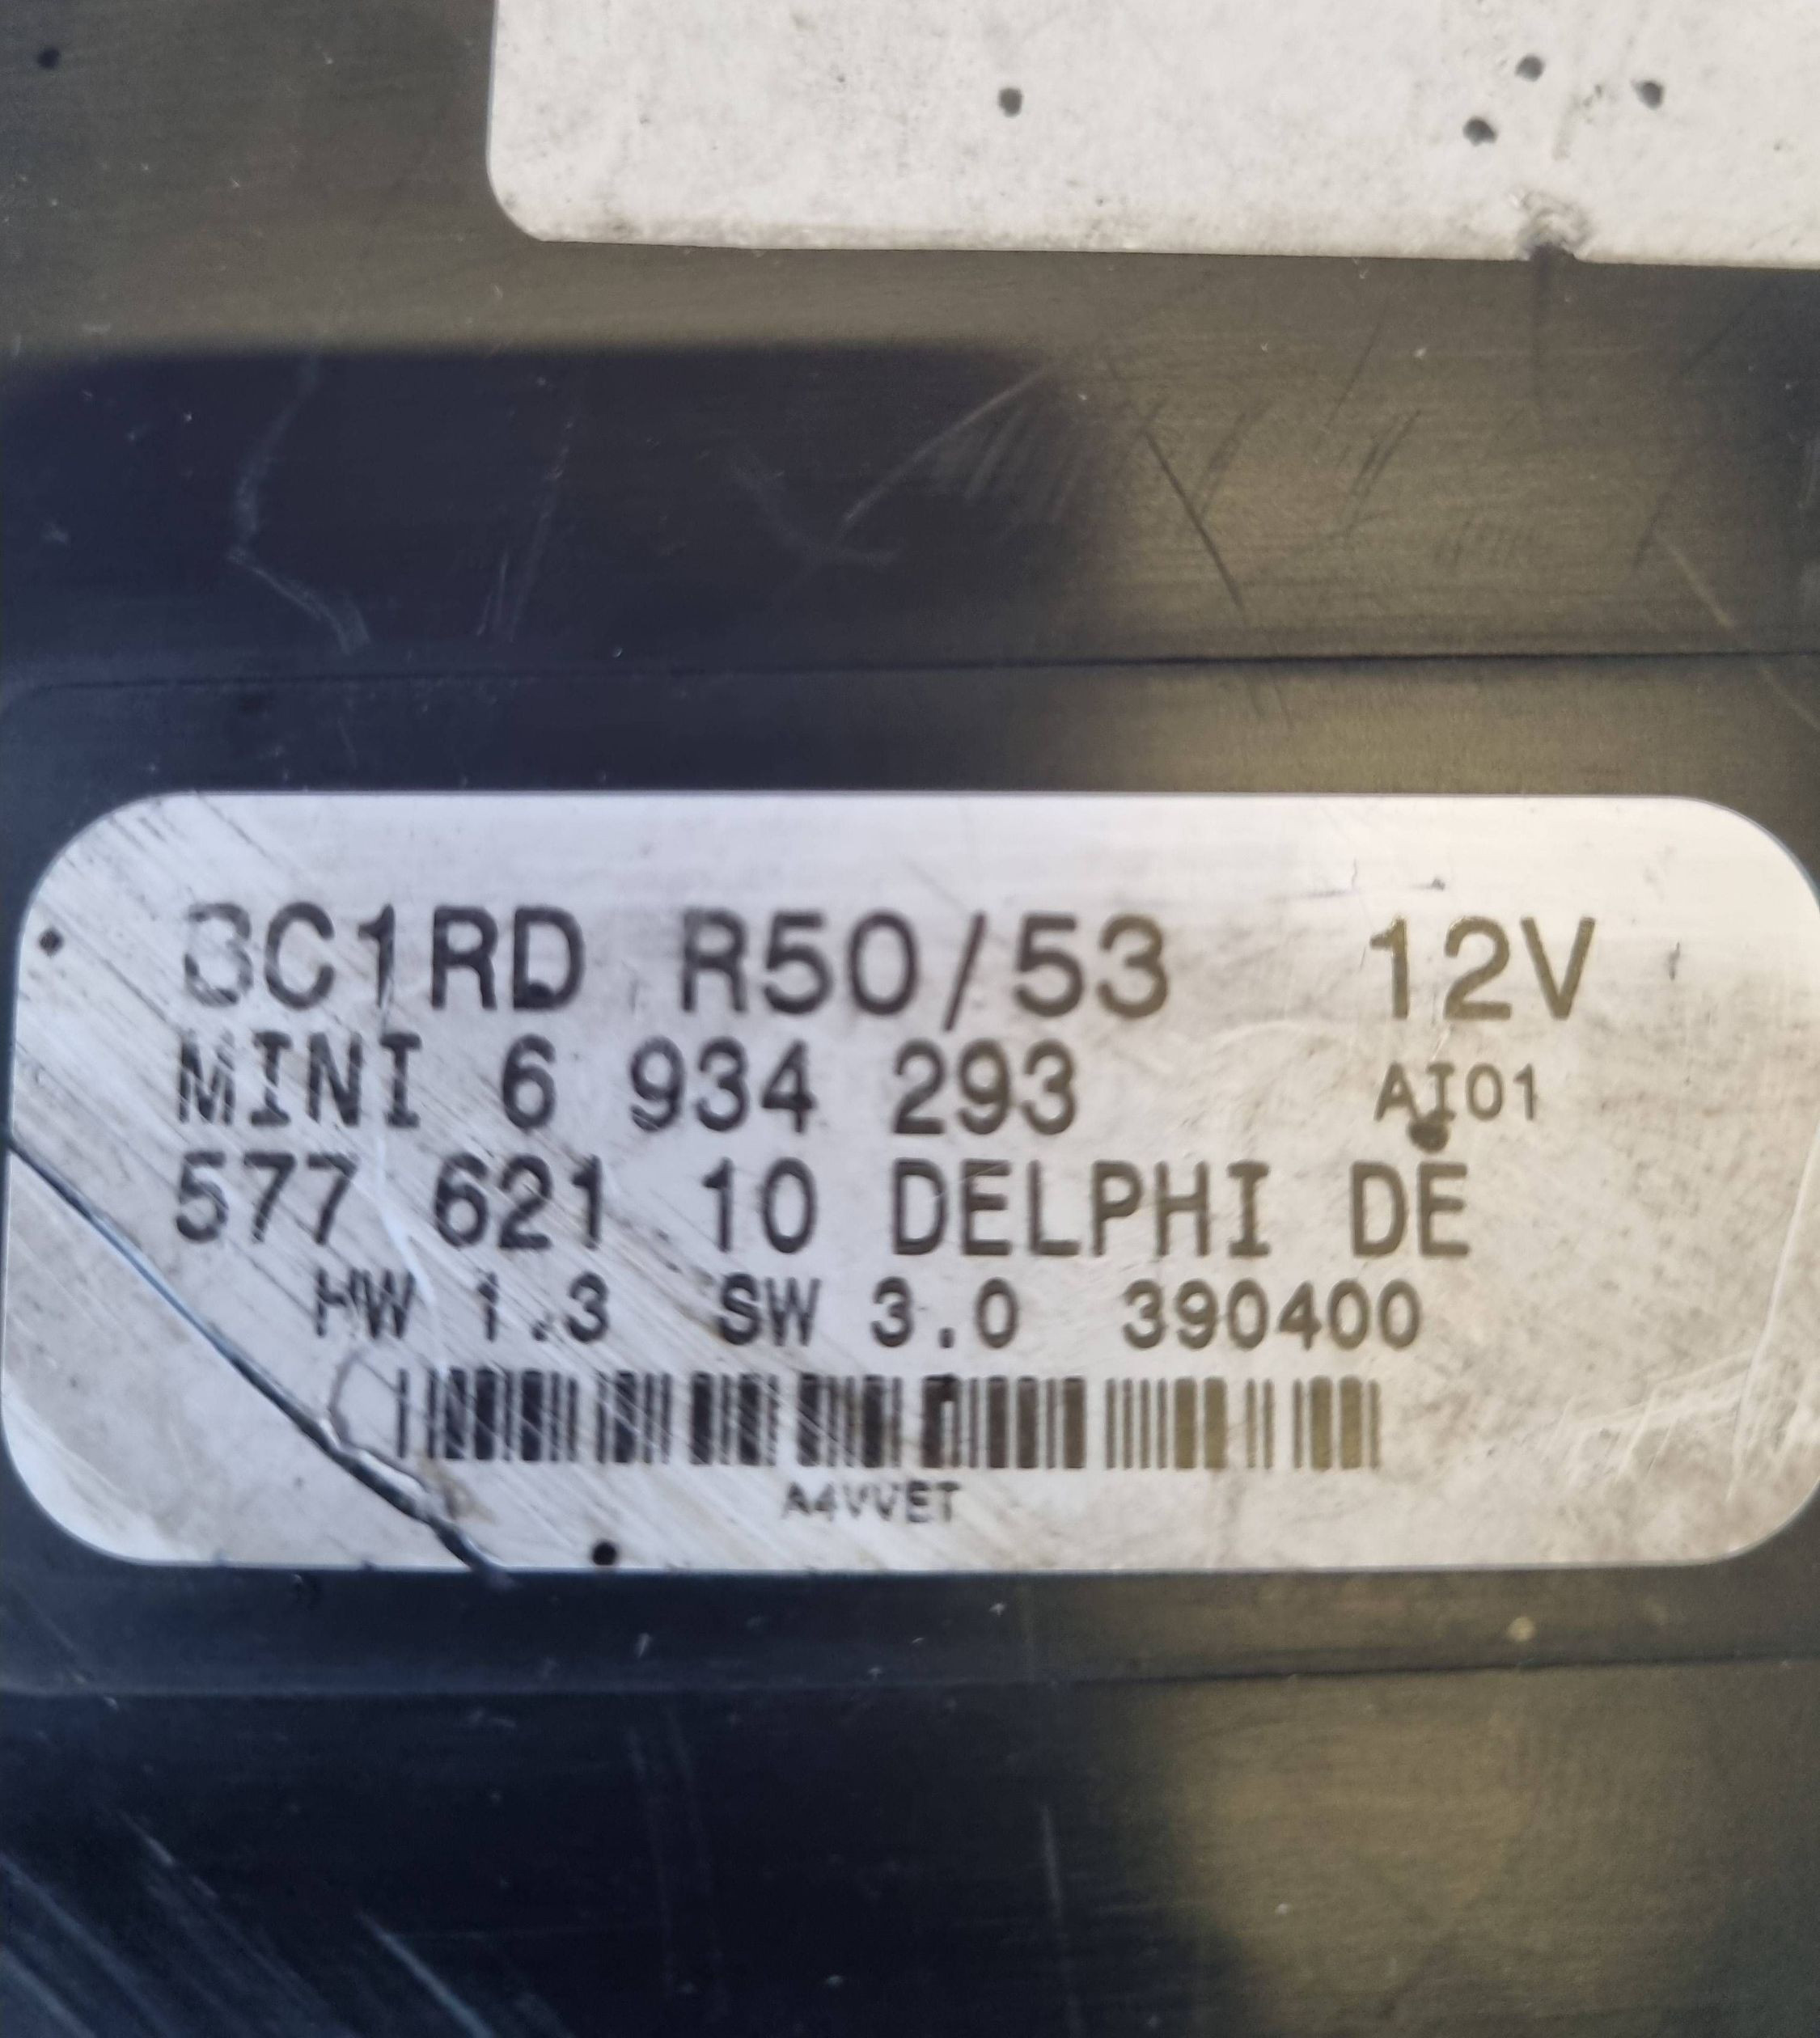 BC1RD R50/53 12V
MINI 6 934 293 AI01
577 621 10 DELPHI DE
HW 1.3 SW 3.0 390400
A4VVET